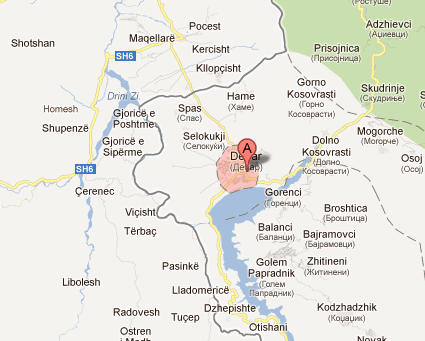 Pocest
Maqellarë
Shotshan
Kercisht
SH6
Kllopçisht
Adzhievci
(Аџиевци)
Prisojnica
(Присојница)
Drini Zi
Homesh
Gjoricë e
Poshtme
Shupenzë
Gjoricë e
Sipërme
Spas
(Спас)
Hame
(Хаме)
Gorno
Kosovrasti
(Горно
Косоврасти)
Skudrinje
(Скудриње)
Selokukji
(Селокуки)
Mogorche
(Могорче)
Dolno
Kosovrasti
(Долно
Косоврасти)
Osoj
A
SH6
Çerenec
Gorenci
(Горенци)
Viçisht
Tërbaç
Broshtica
(Броштица)
Balanci
(Баланци)
Bajramovci
(Бајрамовци)
Pasinkë
Golem
Papradnik
(Голем
Папрадник)
Zhitineni
(Житинени)
Libolesh
Lladomericë
Radovesh
Tuçep
Dzhepishte
Kodzhadzhik
(Коџаџик)
Ostren
i Madh
Otishani